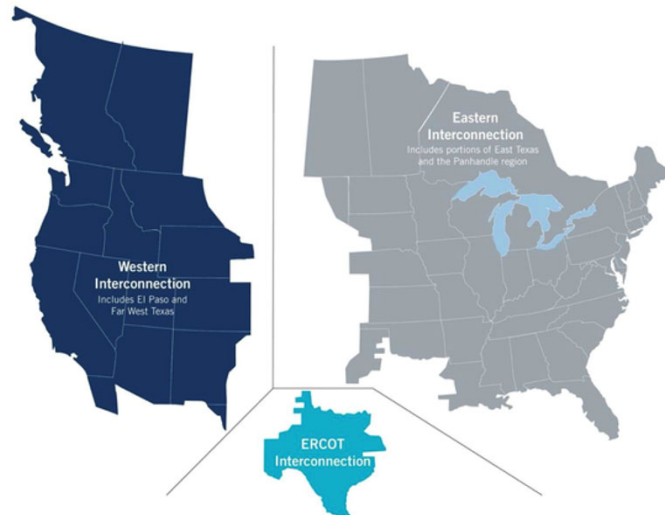 Western
Interconnection
Includes El Paso and
Far West Texas
Eastern
Interconnection
Includes portions of East Texas
and the Panhandle region
ERCOT
Interconnection